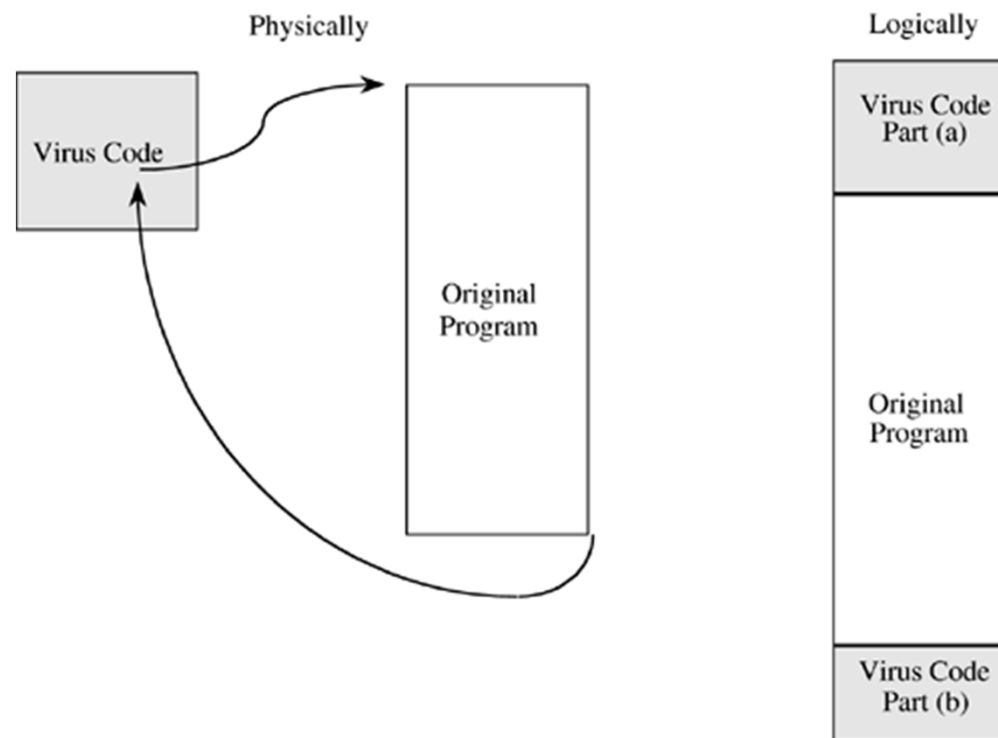 Physically
Virus Code
Original
Program
Logically
Virus Code
Part (a)
Original
Program
Virus Code
Part (b)